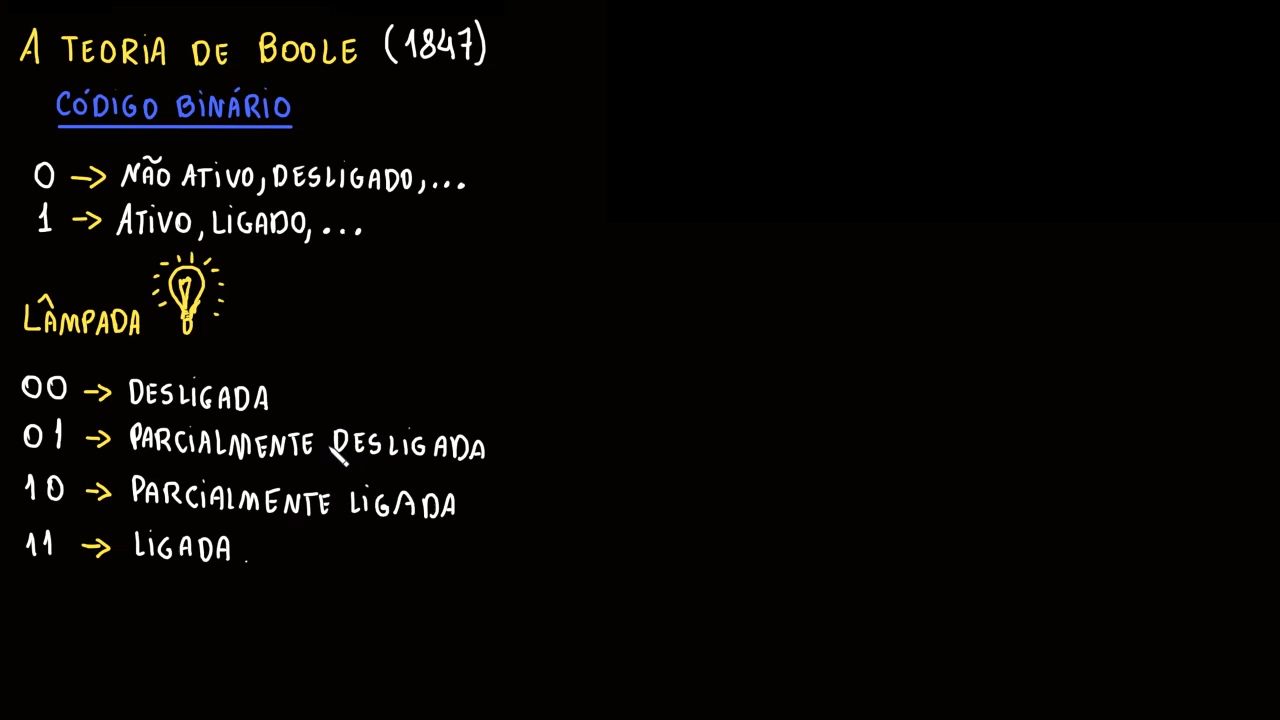 A TEORIA DE BOOLE (1847)
CÓDIGO BINÁRIO
0 → NÃO ATIVO, DESLIGADO, ...
1 → ATIVO, LIGADO, ...
LÂMPADA
00 → DESLIGADA
01 → PARCIALMENTE DESLIGADA
10 → PARCIALMENTE LIGADA
11 → LIGADA.